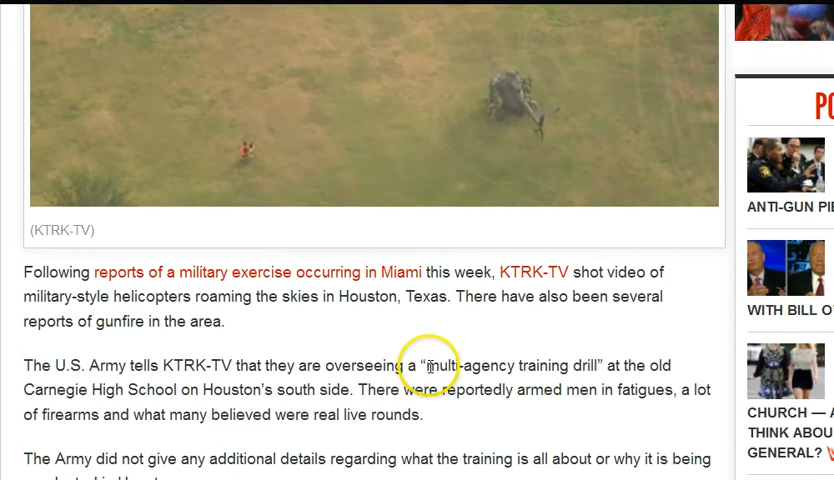 PO
(KTRK-TV)
ANTI-GUN PIE
Following reports of a military exercise occurring in Miami this week, KTRK-TV shot video of
military-style helicopters roaming the skies in Houston, Texas. There have also been several
reports of gunfire in the area.
WITH BILL O
The U.S. Army tells KTRK-TV that they are overseeing a “multi-agency training drill” at the old
Carnegie High School on Houston’s south side. There were reportedly armed men in fatigues, a lot
of firearms and what many believed were real live rounds.
CHURCH — A
THINK ABOU
GENERAL?
The Army did not give any additional details regarding what the training is all about or why it is being